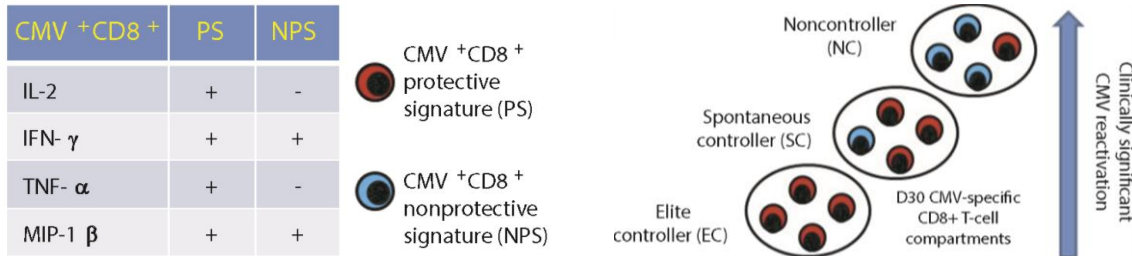 CMV +CD8 + PS NPS
IL-2 + -
IFN- γ + +
TNF- α + -
MIP-1 β + +
CMV +CD8 +
protective
signature (PS)
CMV +CD8 +
nonprotective
signature (NPS)
Noncontroller
(NC)
Spontaneous
controller (SC)
Elite
controller (EC)
D30 CMV-specific
CD8+ T-cell
compartments
Clinically significant
CMV reactivation